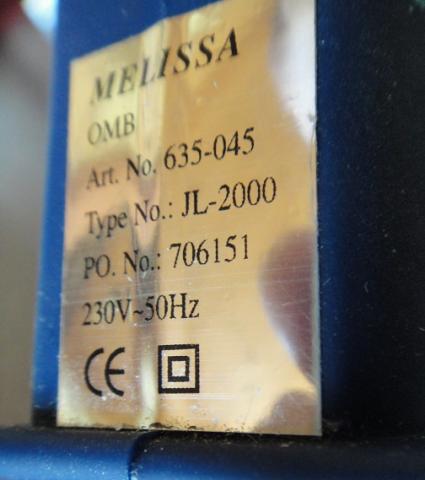 MELISSA
OMB
Art. No. 635-045
Type No.: JL-2000
PO. No.: 706151
230V~50Hz
CE